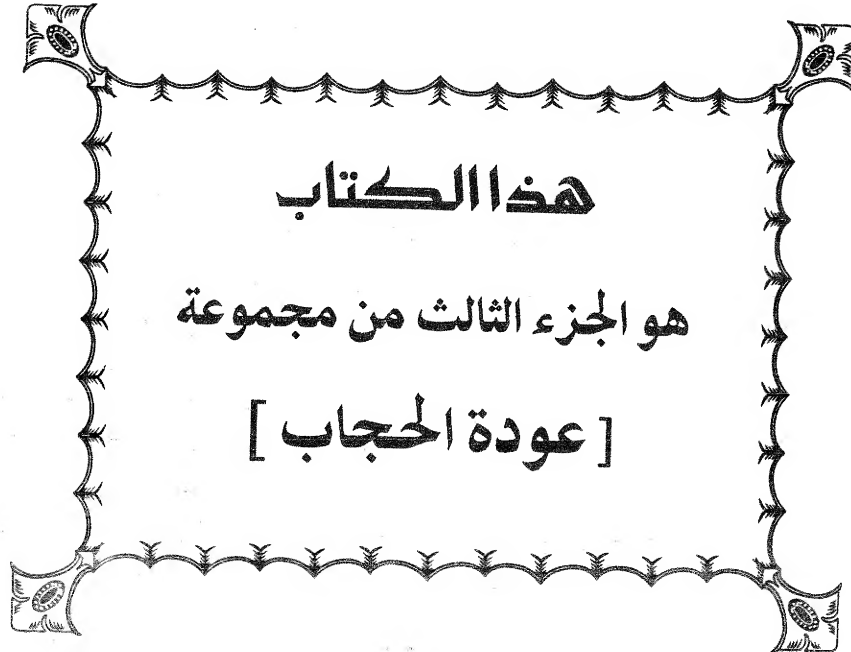 هذا الكتاب
هو الجزء الثالث من مجموعة
[ عودة الحجاب ]